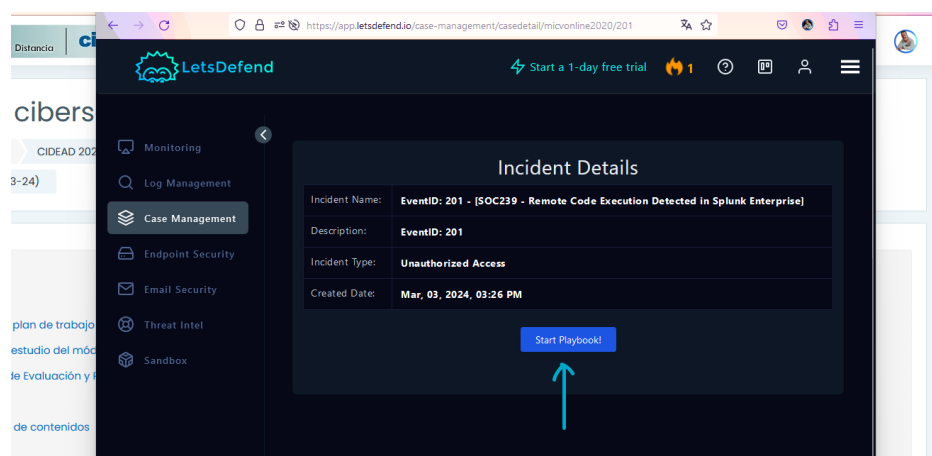 https://app.letsdefend.io/case-management/casedetail/micvonline2020/201
Distancia
LetsDefend
Start a 1-day free trial
1
cibers
CIDEAD 202
3-24)
Monitoring
Log Management
Case Management
Endpoint Security
Email Security
Threat Intel
Sandbox
Incident Details
Incident Name: EventID: 201 - [SOC239 - Remote Code Execution Detected in Splunk Enterprise]
Description: EventID: 201
Incident Type: Unauthorized Access
Created Date: Mar, 03, 2024, 03:26 PM
Start Playbook!
plan de trabajo
estudio del mód
de Evaluación y
de contenidos